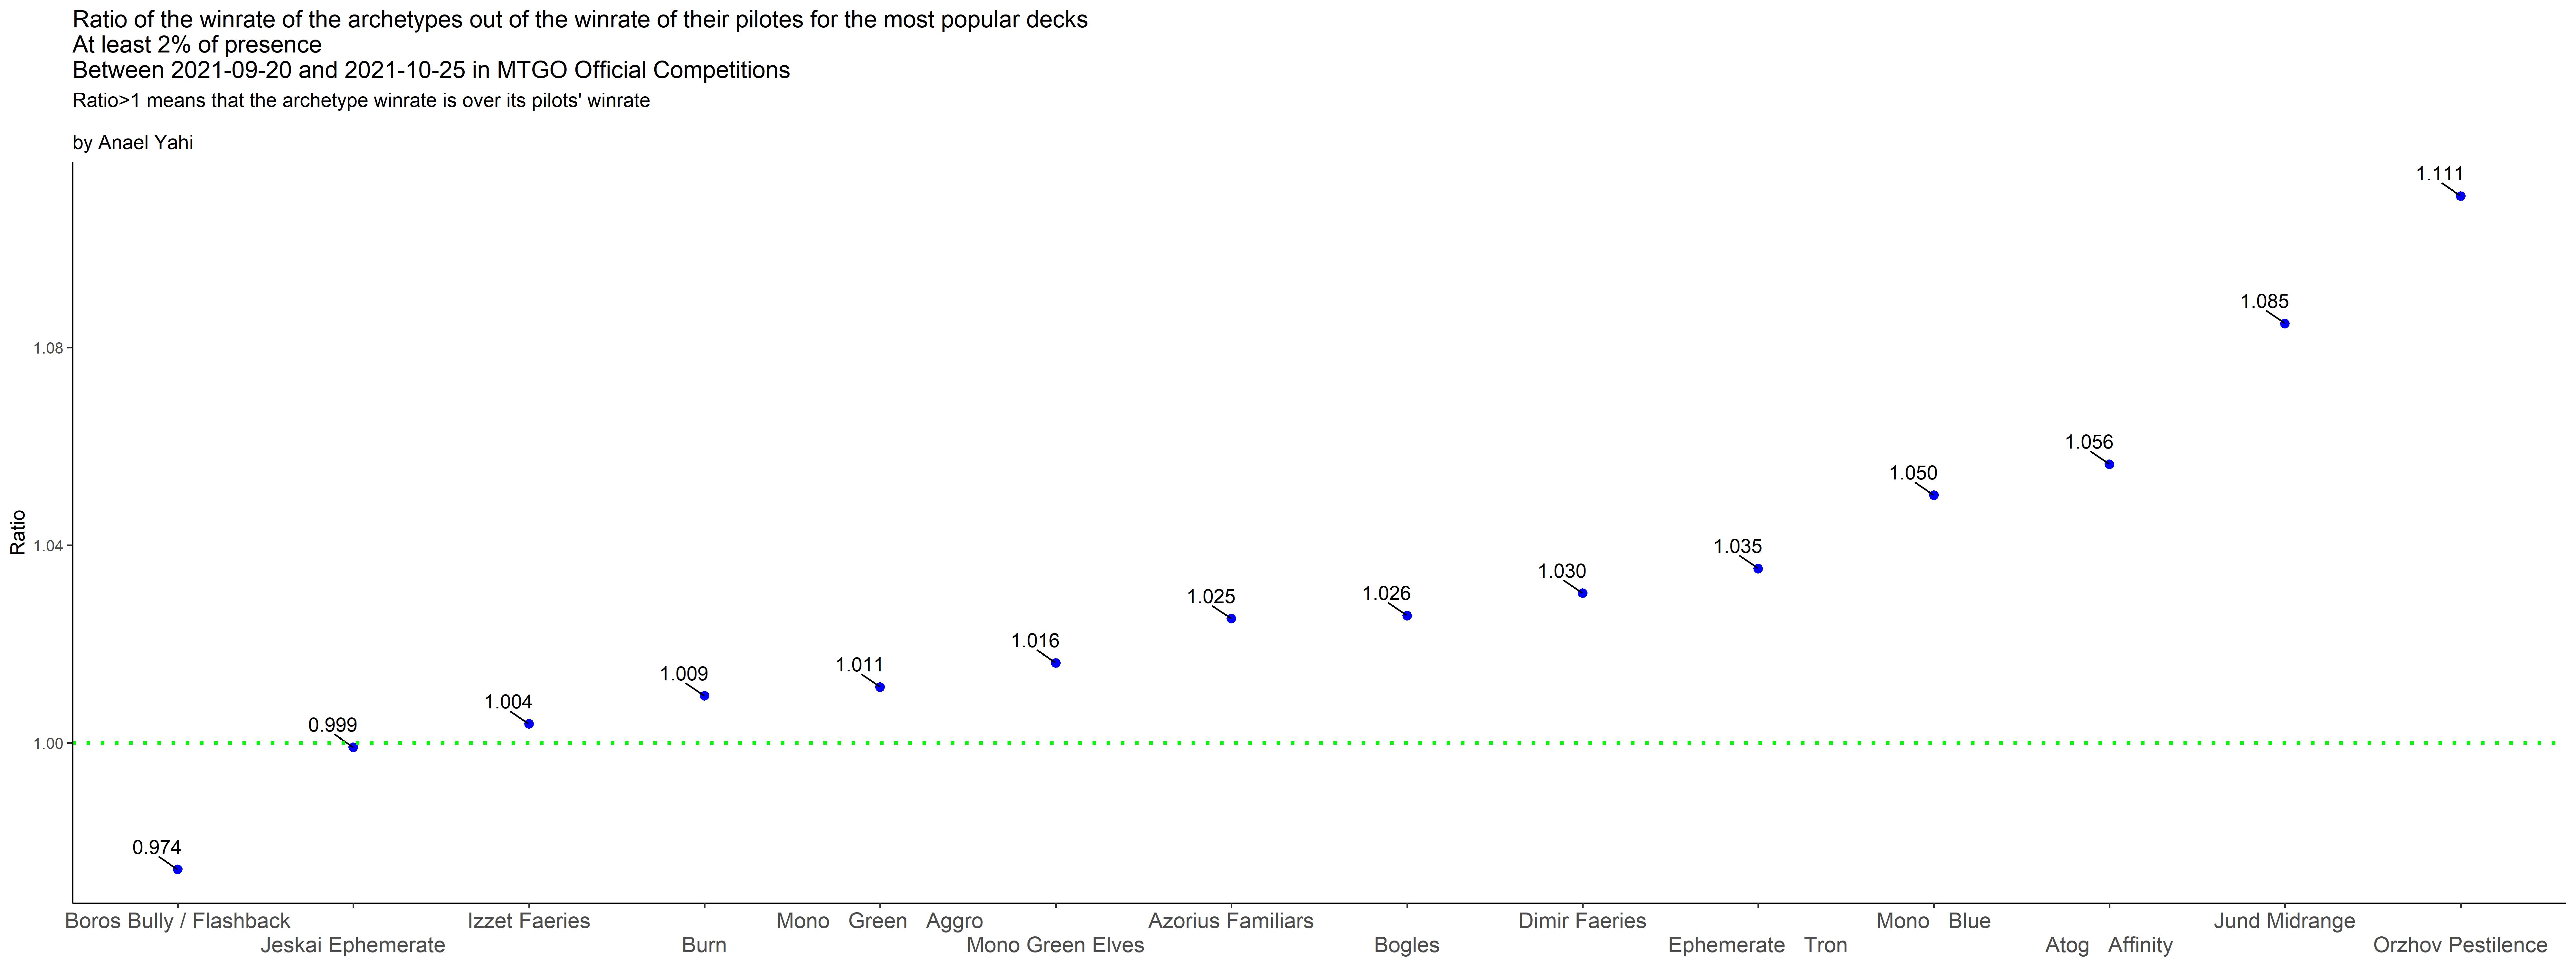 Ratio of the winrate of the archetypes out of the winrate of their pilotes for the most popular decks
At least 2% of presence
Between 2021-09-20 and 2021-10-25 in MTGO Official Competitions
Ratio>1 means that the archetype winrate is over its pilots' winrate
by Anael Yahi
1.111
1.085
1.08
1.056
1.050
Ratio
1.04
1.035
1.030
1.026
1.025
1.016
1.011
1.009
1.004
0.999
1.00
0.974
Boros Bully / Flashback
Jeskai Ephemerate
Izzet Faeries
Burn
Mono Green Aggro
Mono Green Elves
Azorius Familiars
Bogles
Dimir Faeries
Ephemerate Tron
Mono Blue
Atog Affinity
Jund Midrange
Orzhov Pestilence